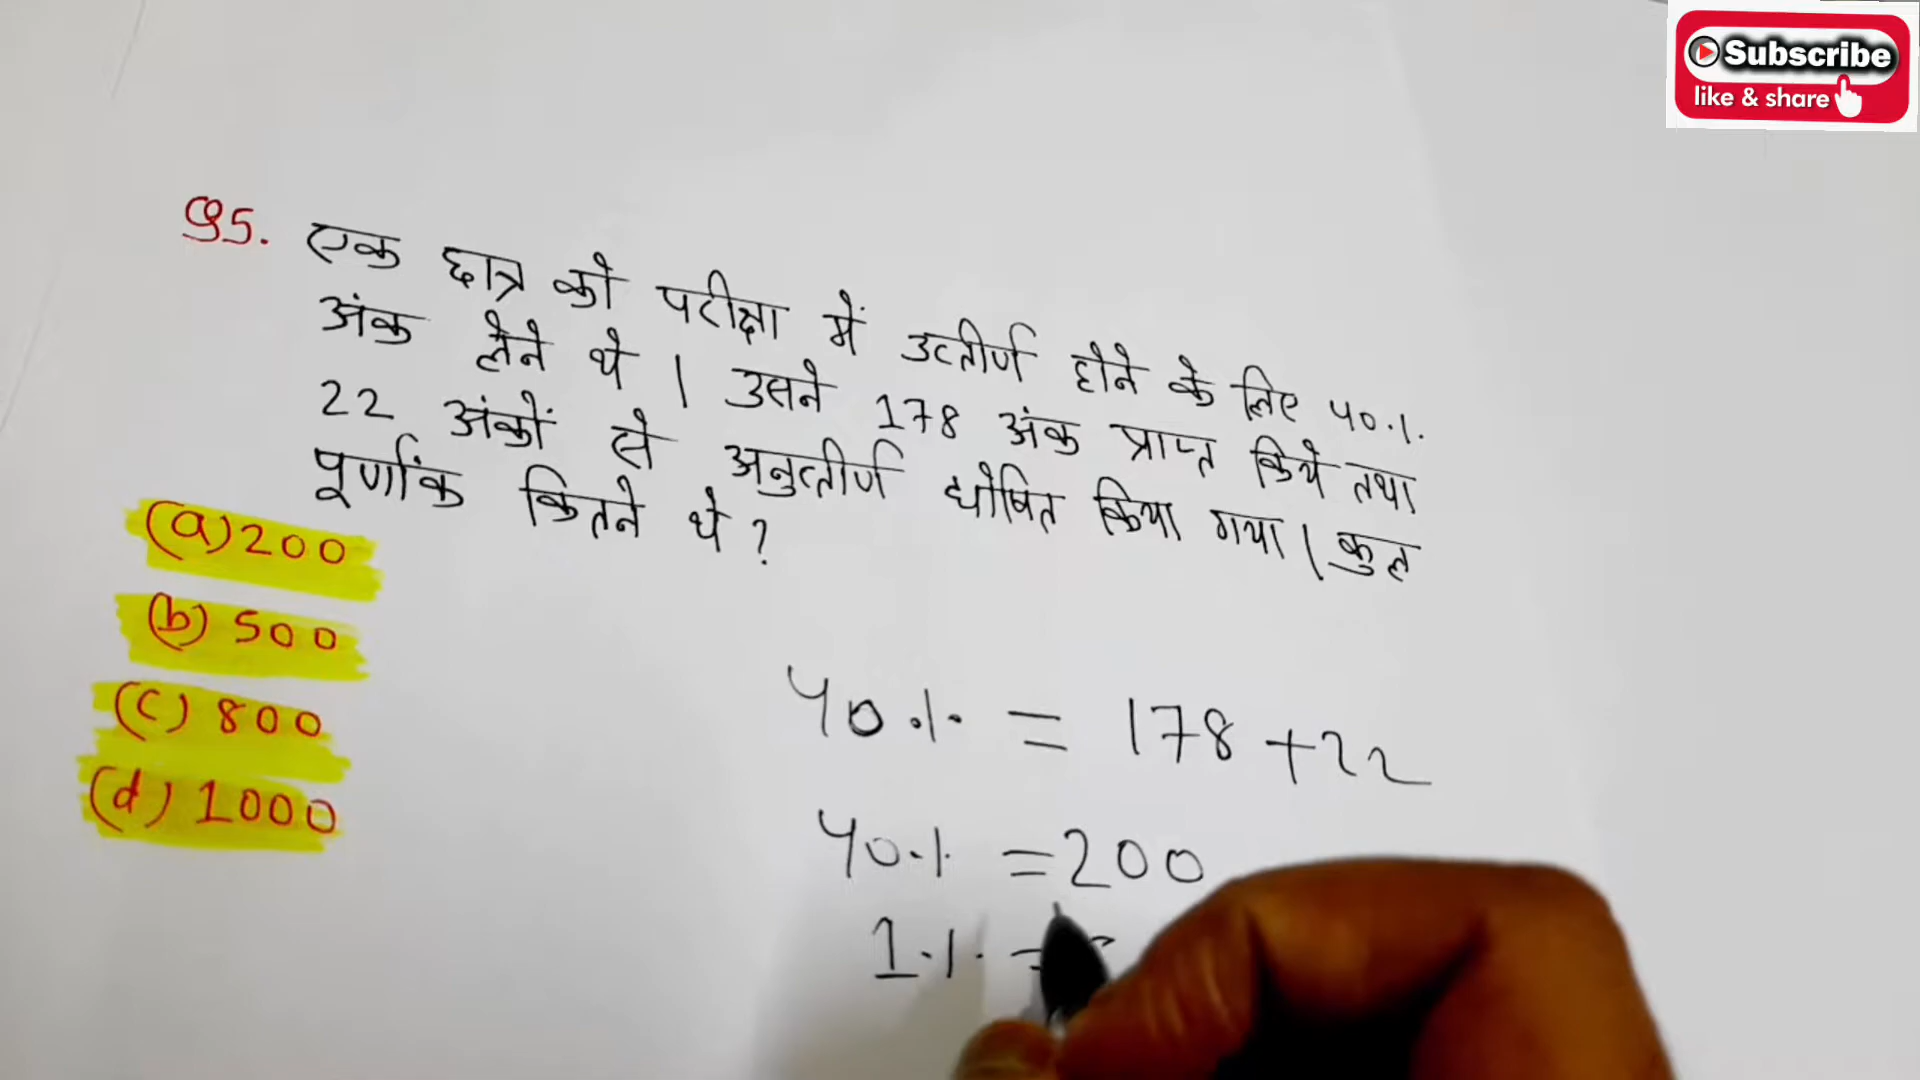 Subscribe
like & share
Q5. एक छात्र को परीक्षा में उत्तीर्ण होने के लिए 40%
अंक लेने थे । उसने 178 अंक प्राप्त किये तथा
22 अंकों से अनुत्तीर्ण घोषित किया गया । कुल
पूर्णांक कितने थे ?
(a) 200
(b) 500
(c) 800
(d) 1000
40% = 178 + 22
40% = 200
1% =